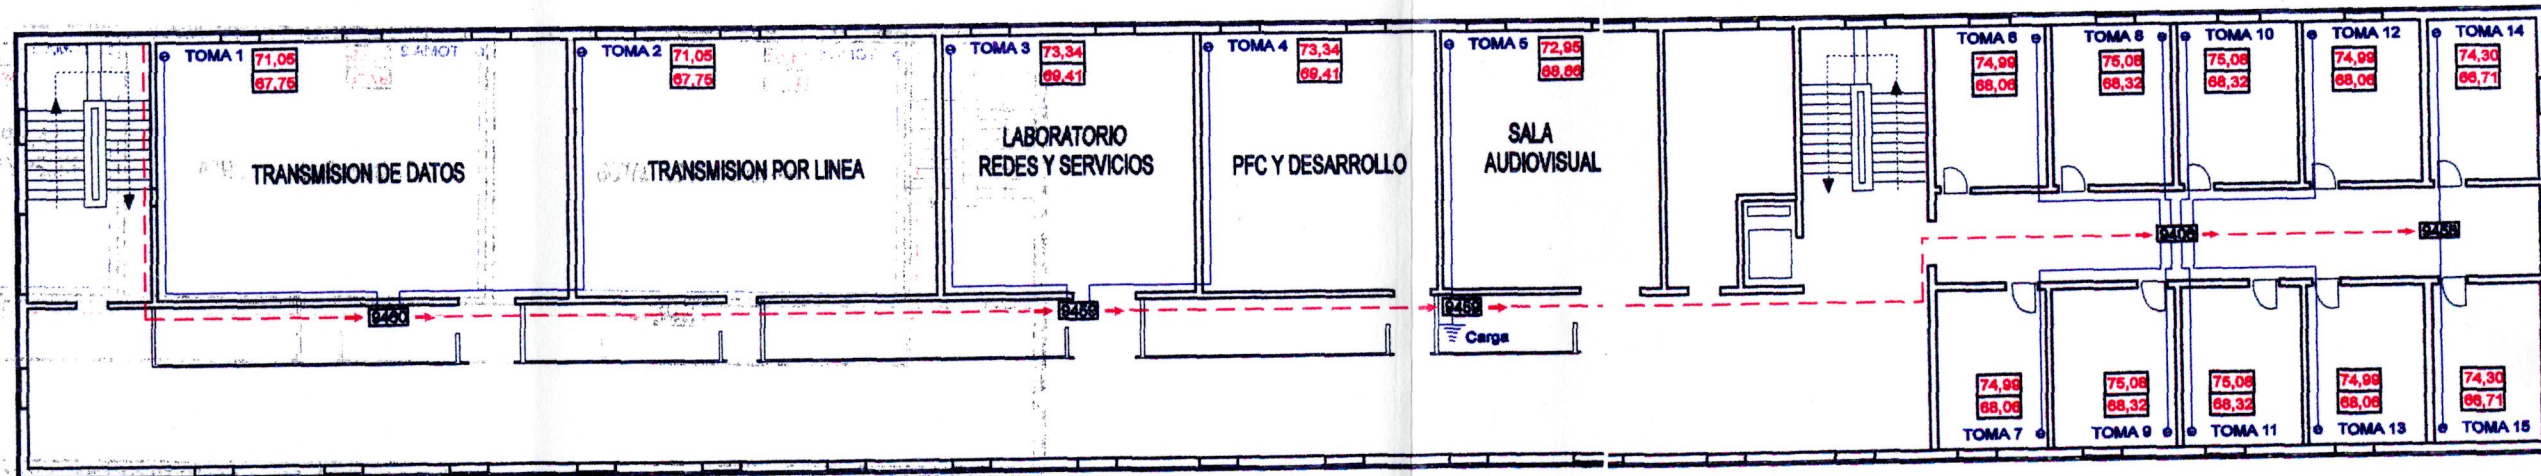 TOMA 1
71,05
67,75
TOMA 2
71,05
67,75
TOMA 3
73,34
69,41
TOMA 4
73,34
69,41
TOMA 5
72,95
68,86
TOMA 6
74,99
68,06
TOMA 8
75,08
68,32
TOMA 10
75,08
68,32
TOMA 12
74,99
68,06
TOMA 14
74,30
66,71
TRANSMISION DE DATOS
TRANSMISION POR LINEA
LABORATORIO
REDES Y SERVICIOS
PFC Y DESARROLLO
SALA
AUDIOVISUAL
9460
9459
9459
Carga
74,99
68,06
TOMA 7
75,08
68,32
TOMA 9
75,08
68,32
TOMA 11
74,99
68,06
TOMA 13
74,30
66,71
TOMA 15